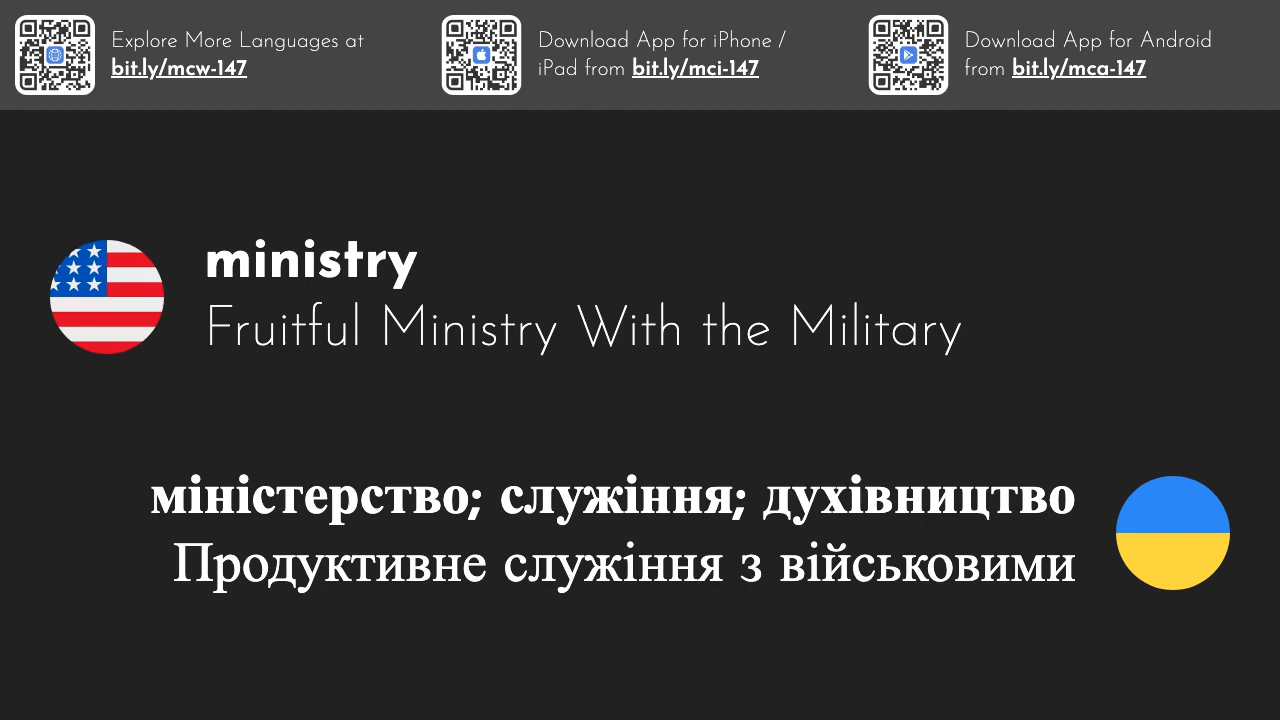 Explore More Languages at
bit.ly/mcw-147
Download App for iPhone /
iPad from bit.ly/mci-147
Download App for Android
from bit.ly/mca-147
ministry
Fruitful Ministry With the Military
міністерство; служіння; духівництво
Продуктивне служіння з військовими